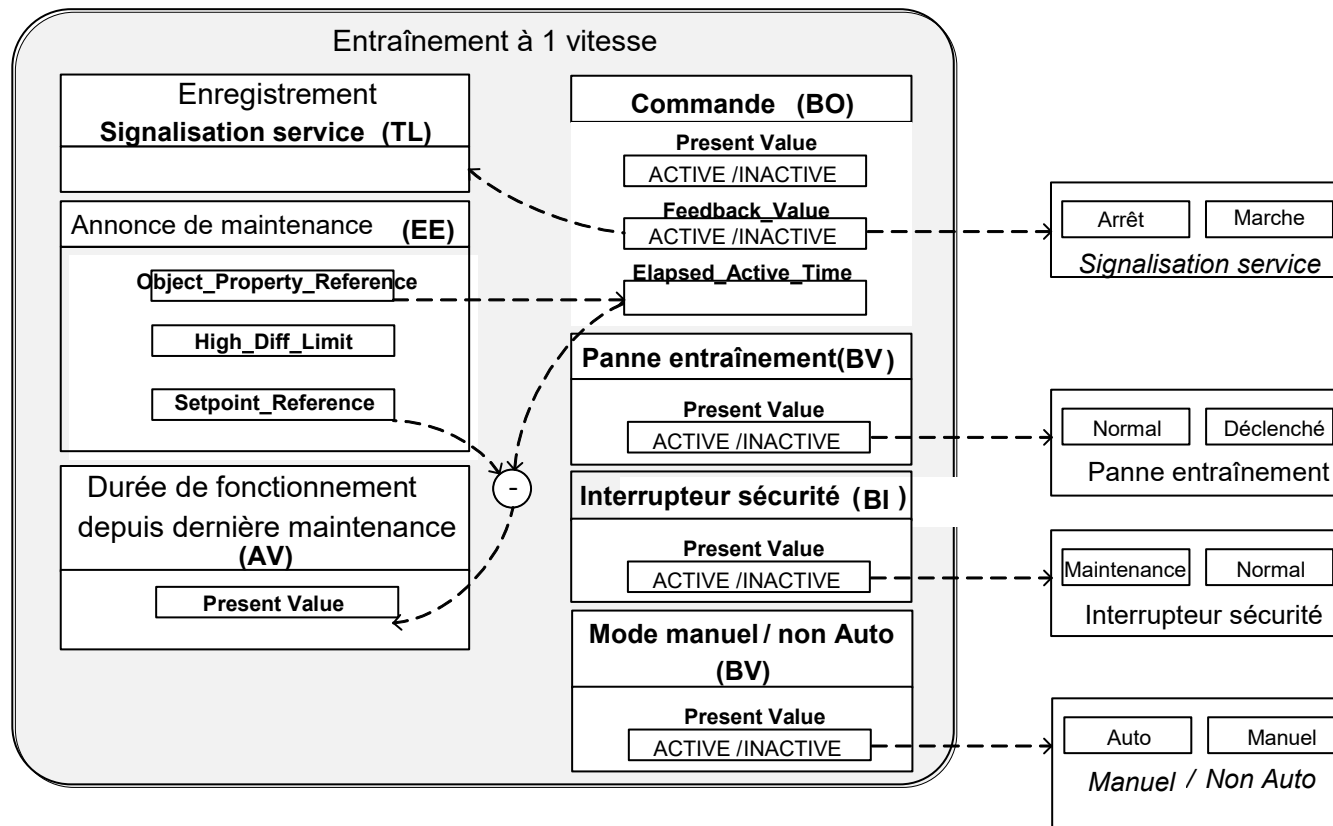 Entraînement à 1 vitesse
Enregistrement
Signalisation service (TL)
Annonce de maintenance (EE)
Object_Property_Reference
High_Diff_Limit
Setpoint_Reference
Durée de fonctionnement
depuis dernière maintenance
(AV)
Present Value
-
Commande (BO)
Present Value
ACTIVE /INACTIVE
Feedback_Value
ACTIVE /INACTIVE
Elapsed_Active_Time
Panne entraînement(BV)
Present Value
ACTIVE /INACTIVE
Interrupteur sécurité (BI )
Present Value
ACTIVE /INACTIVE
Mode manuel / non Auto
(BV)
Present Value
ACTIVE /INACTIVE
Arrêt Marche
Signalisation service
Normal Déclenché
Panne entraînement
Maintenance Normal
Interrupteur sécurité
Auto Manuel
Manuel / Non Auto